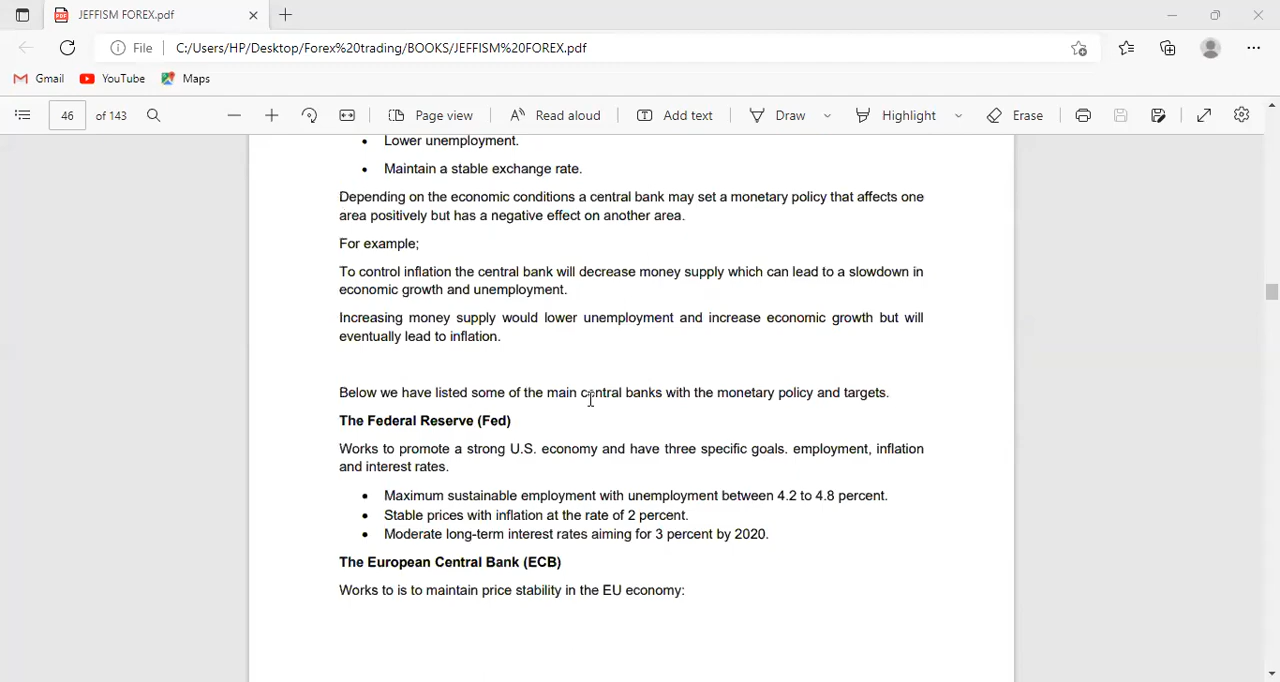 JEFFISM FOREX.pdf
File
C:/Users/HP/Desktop/Forex%20trading/BOOKS/JEFFISM%20FOREX.pdf
Gmail YouTube Maps
46 of 143 Page view Read aloud Add text Draw Highlight Erase
• Lower unemployment.
• Maintain a stable exchange rate.
Depending on the economic conditions a central bank may set a monetary policy that affects one
area positively but has a negative effect on another area.
For example;
To control inflation the central bank will decrease money supply which can lead to a slowdown in
economic growth and unemployment.
Increasing money supply would lower unemployment and increase economic growth but will
eventually lead to inflation.
Below we have listed some of the main central banks with the monetary policy and targets.
The Federal Reserve (Fed)
Works to promote a strong U.S. economy and have three specific goals. employment, inflation
and interest rates.
• Maximum sustainable employment with unemployment between 4.2 to 4.8 percent.
• Stable prices with inflation at the rate of 2 percent.
• Moderate long-term interest rates aiming for 3 percent by 2020.
The European Central Bank (ECB)
Works to is to maintain price stability in the EU economy: